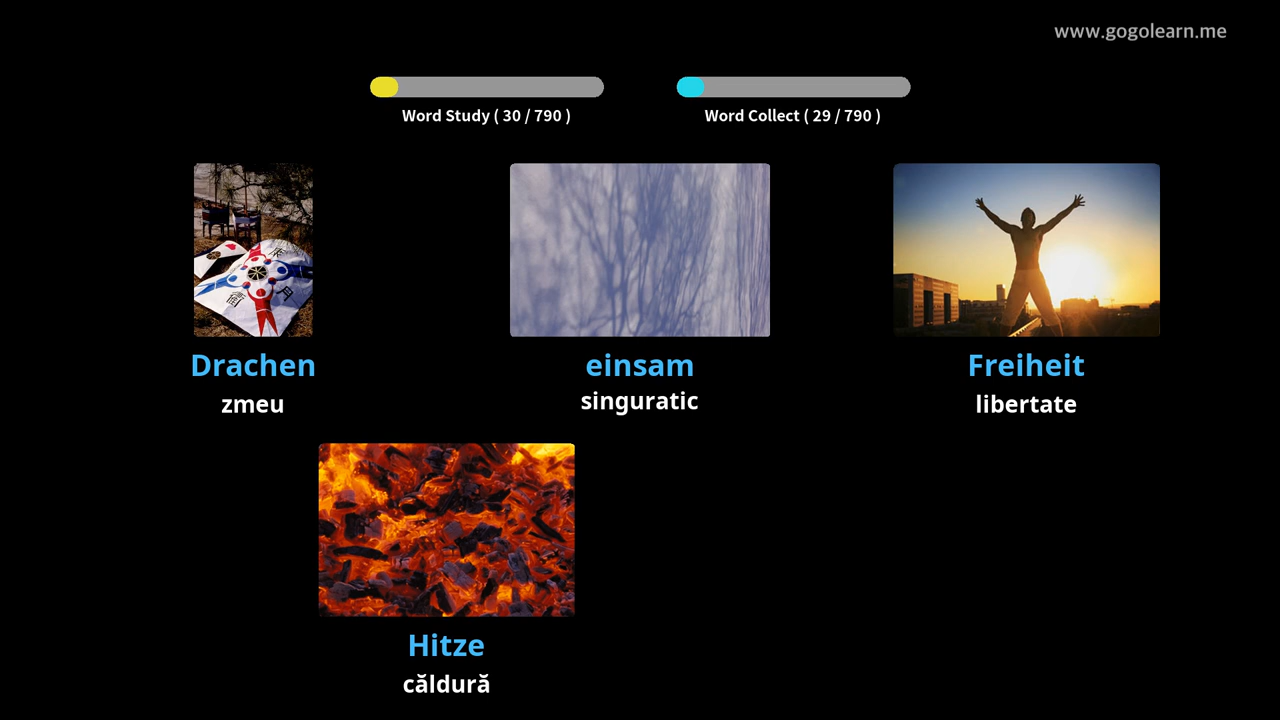 www.gogolearn.me
Word Study ( 30 / 790 )
Word Collect ( 29 / 790 )
Drachen
zmeu
einsam
singuratic
Freiheit
libertate
Hitze
căldură